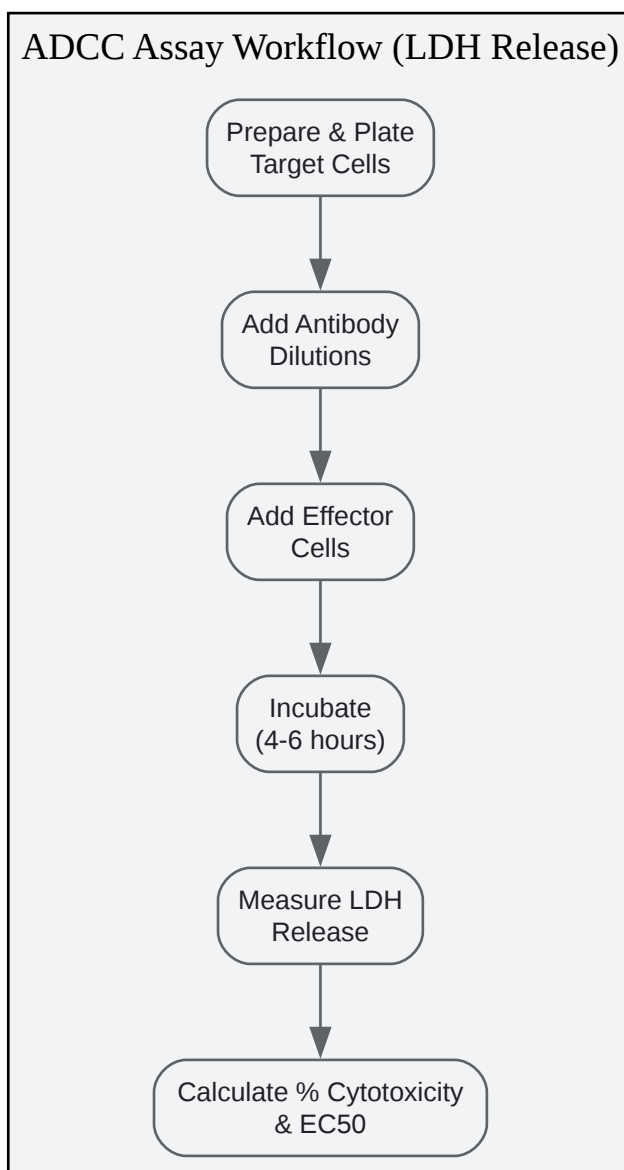 ADCC Assay Workflow (LDH Release)
Prepare & Plate
Target Cells
Add Antibody
Dilutions
Add Effector
Cells
Incubate
(4-6 hours)
Measure LDH
Release
Calculate % Cytotoxicity
& EC50